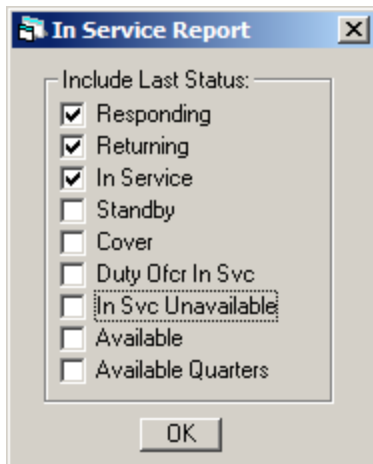 In Service Report
Include Last Status:
Responding
Returning
In Service
Standby
Cover
Duty Ofcr In Svc
In Svc Unavailable
Available
Available Quarters
OK